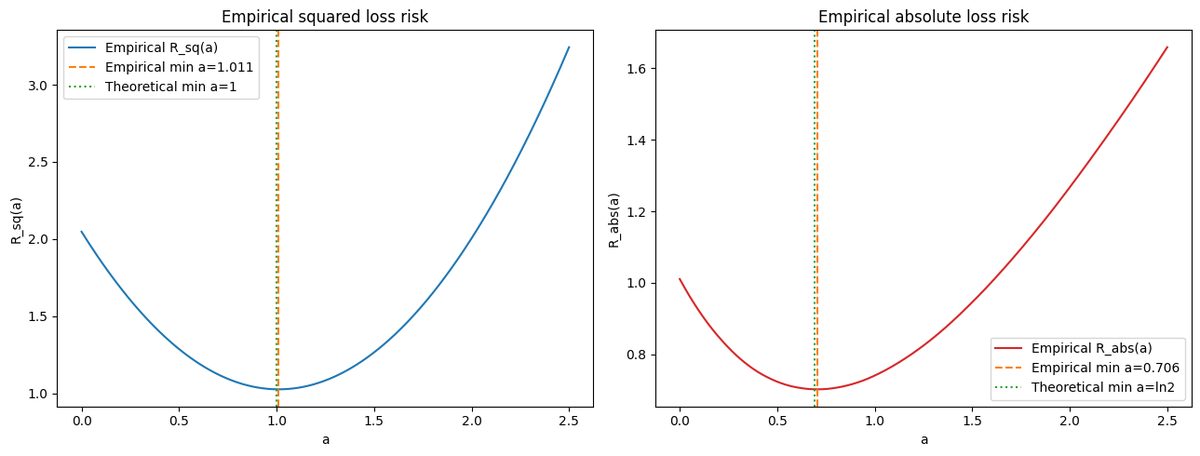 Empirical squared loss risk
Empirical R_sq(a)
Empirical min a=1.011
Theoretical min a=1
R_sq(a)
3.0
2.5
2.0
1.5
1.0
0.0 0.5 1.0 1.5 2.0 2.5
a
Empirical absolute loss risk
R_abs(a)
1.6
1.4
1.2
1.0
0.8
Empirical R_abs(a)
Empirical min a=0.706
Theoretical min a=ln2
0.0 0.5 1.0 1.5 2.0 2.5
a